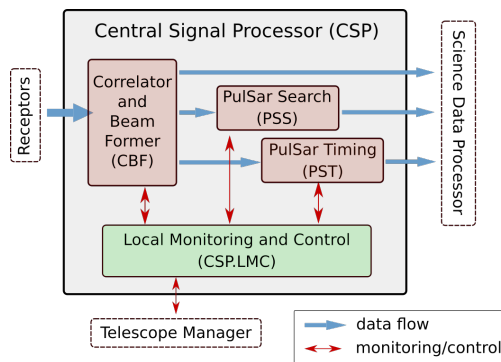 Central Signal Processor (CSP)
Receptors
Correlator
and
Beam
Former
(CBF)
PulSar Search
(PSS)
PulSar Timing
(PST)
Science Data Processor
Local Monitoring and Control
(CSP.LMC)
Telescope Manager
data flow
monitoring/control